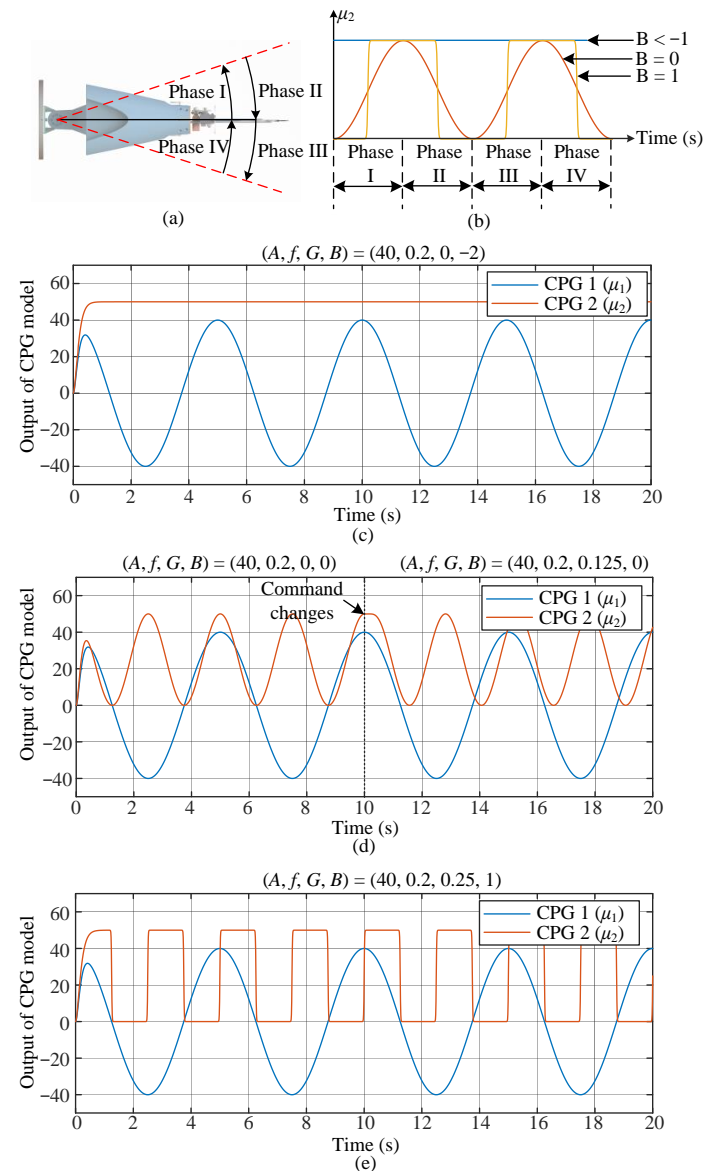 Phase I
Phase II
Phase IV
Phase III
(a)
μ₂
B < −1
B = 0
B = 1
Time (s)
Phase Phase Phase Phase
I II III IV
(b)
(A, f, G, B) = (40, 0.2, 0, −2)
Output of CPG model
60
40
20
0
−20
−40
CPG 1 (μ₁)
CPG 2 (μ₂)
0 2 4 6 8 10 12 14 16 18 20
Time (s)
(c)
(A, f, G, B) = (40, 0.2, 0, 0) (A, f, G, B) = (40, 0.2, 0.125, 0)
Command
changes
Output of CPG model
60
40
20
0
−20
−40
CPG 1 (μ₁)
CPG 2 (μ₂)
0 2 4 6 8 10 12 14 16 18 20
Time (s)
(d)
(A, f, G, B) = (40, 0.2, 0.25, 1)
Output of CPG model
60
40
20
0
−20
−40
CPG 1 (μ₁)
CPG 2 (μ₂)
0 2 4 6 8 10 12 14 16 18 20
Time (s)
(e)